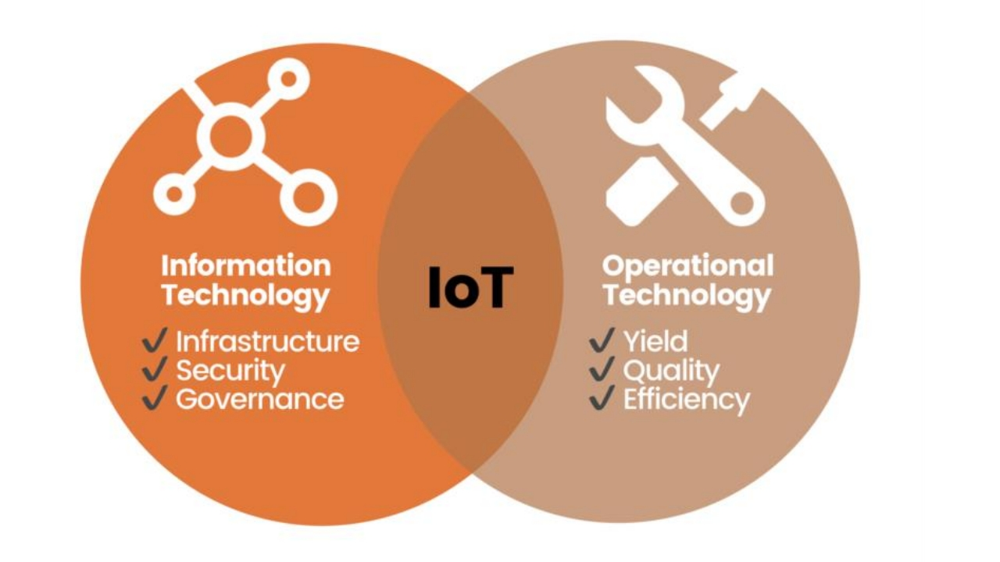 Information
Technology
Infrastructure
Security
Governance
IoT
Operational
Technology
Yield
Quality
Efficiency